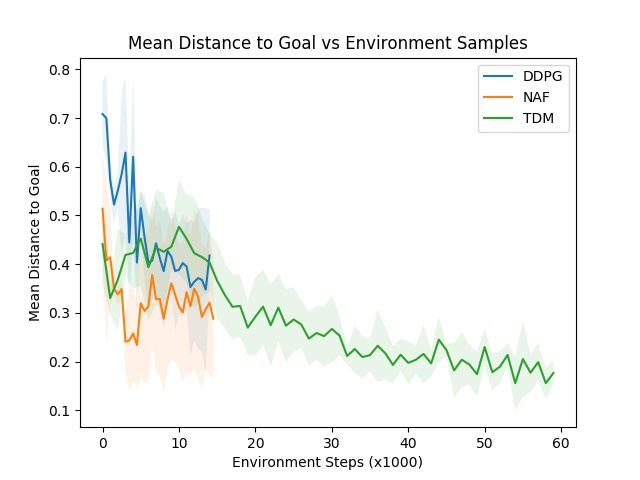 Mean Distance to Goal vs Environment Samples
DDPG
NAF
TDM
Mean Distance to Goal
0.8
0.7
0.6
0.5
0.4
0.3
0.2
0.1
0 10 20 30 40 50 60
Environment Steps (x1000)